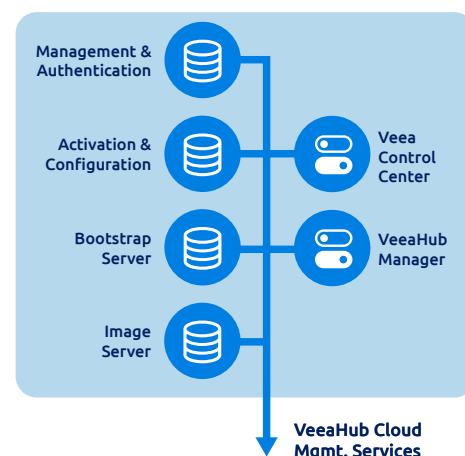 Management &
Authentication
Activation &
Configuration
Veea
Control
Center
Bootstrap
Server
VeeaHub
Manager
Image
Server
VeeaHub Cloud
Mgmt. Services